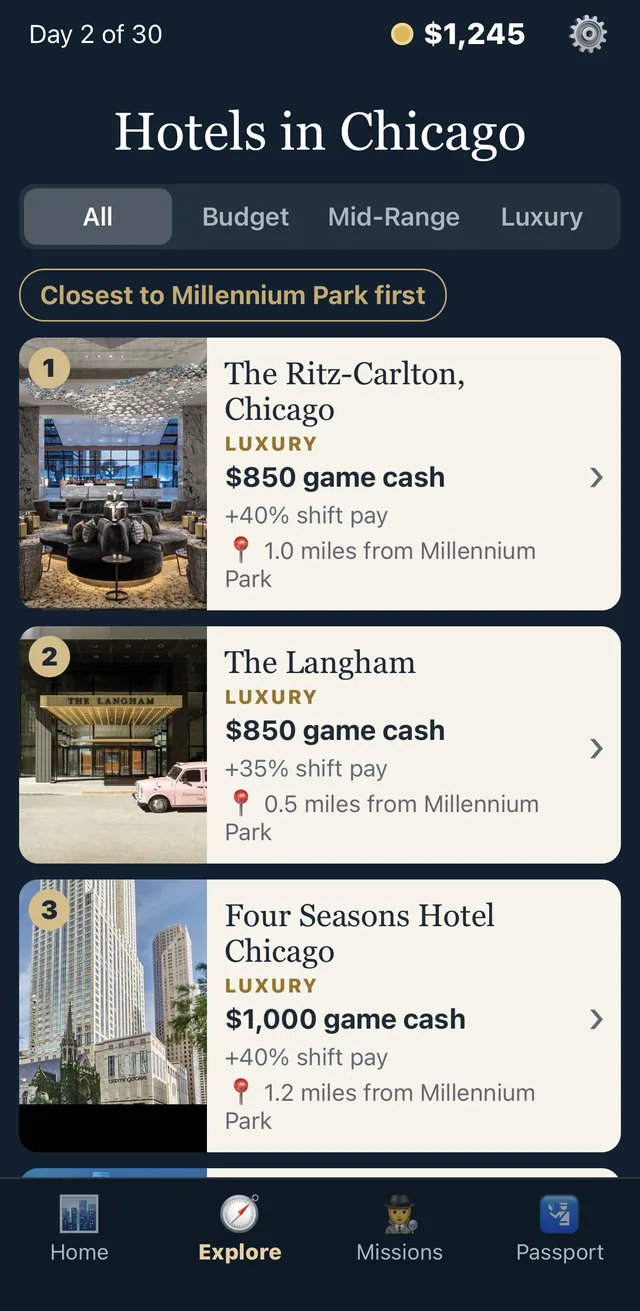 Day 2 of 30
$1,245
Hotels in Chicago
All
Budget
Mid-Range
Luxury
Closest to Millennium Park first
1
The Ritz-Carlton,
Chicago
LUXURY
$850 game cash
+40% shift pay
1.0 miles from Millennium
Park
2
THE LANGHAM
The Langham
LUXURY
$850 game cash
+35% shift pay
0.5 miles from Millennium
Park
3
bloomingdale's
Four Seasons Hotel
Chicago
LUXURY
$1,000 game cash
+40% shift pay
1.2 miles from Millennium
Park
Home
Explore
Missions
Passport